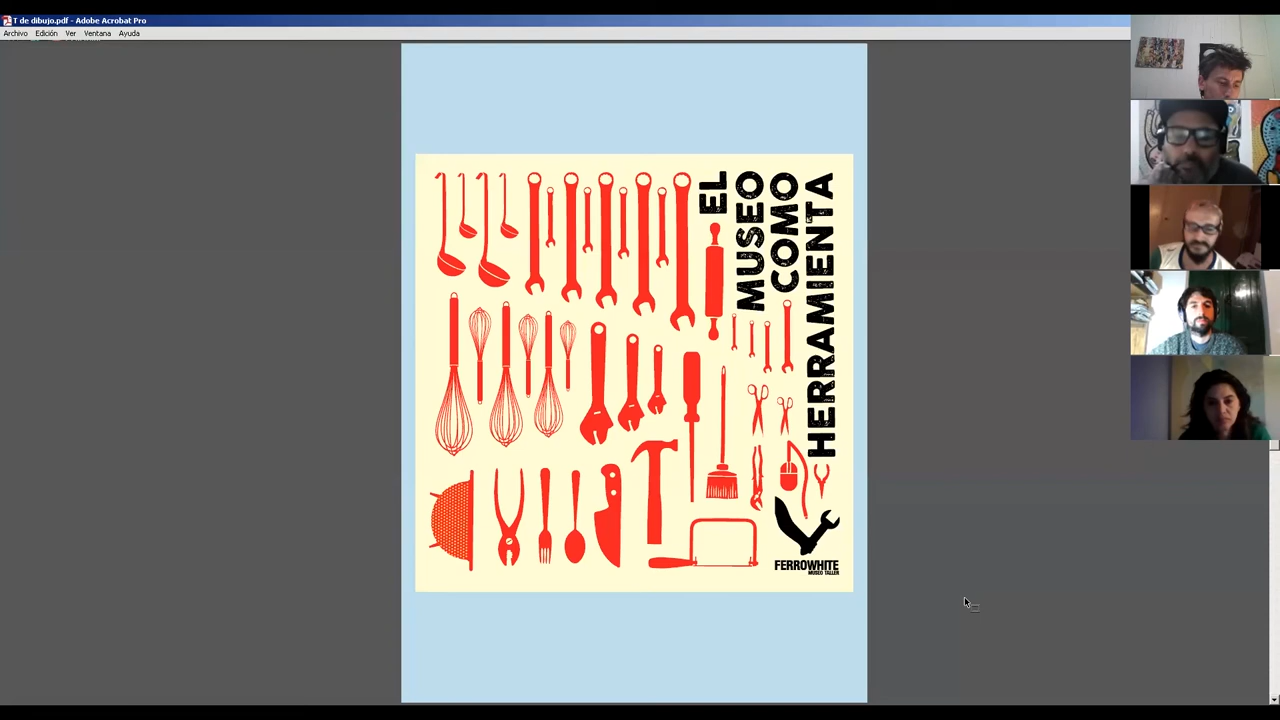 T de dibujo.pdf - Adobe Acrobat Pro
Archivo Edición Ver Ventana Ayuda
EL
MUSEO
COMO
HERRAMIENTA
FERROWHITE
MUSEO TALLER